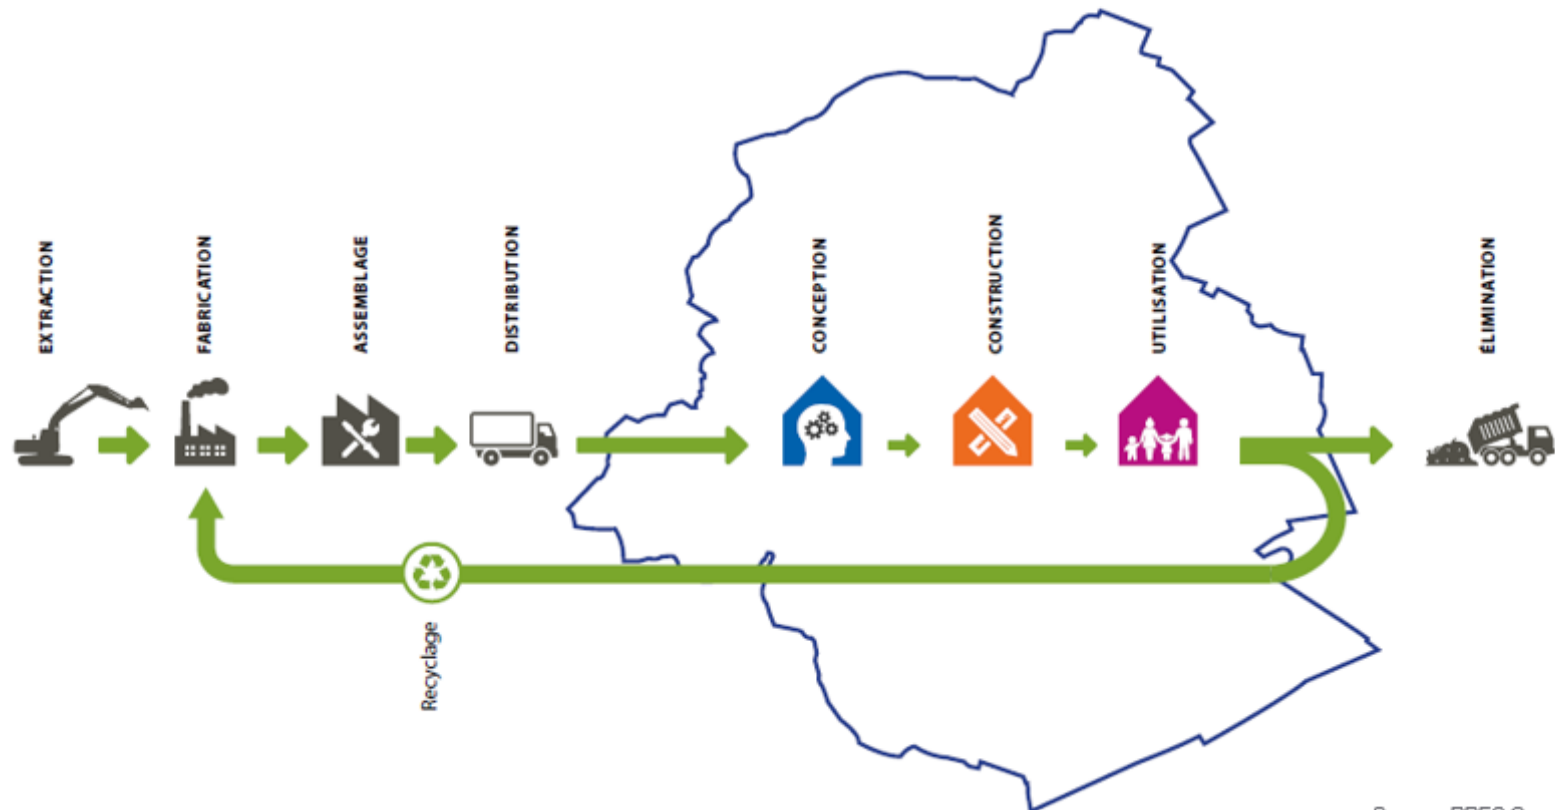 EXTRACTION
FABRICATION
ASSEMBLAGE
DISTRIBUTION
CONCEPTION
CONSTRUCTION
UTILISATION
ÉLIMINATION
Recyclage